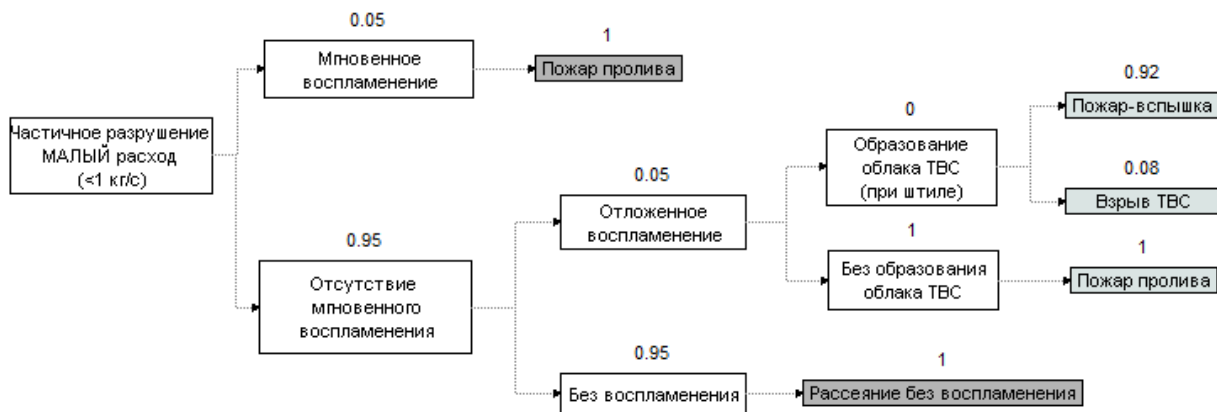 0.05
Мгновенное
воспламенение
1
Пожар пролива
Частичное разрушение
МАЛЫЙ расход
(<1 кг/с)
0.95
Отсутствие
мгновенного
воспламенения
0.05
Отложенное
воспламенение
0
Образование
облака ТВС
(при штиле)
0.92
Пожар-вспышка
0.08
Взрыв ТВС
1
Без образования
облака ТВС
1
Пожар пролива
0.95
Без воспламенения
1
Рассеяние без воспламенения